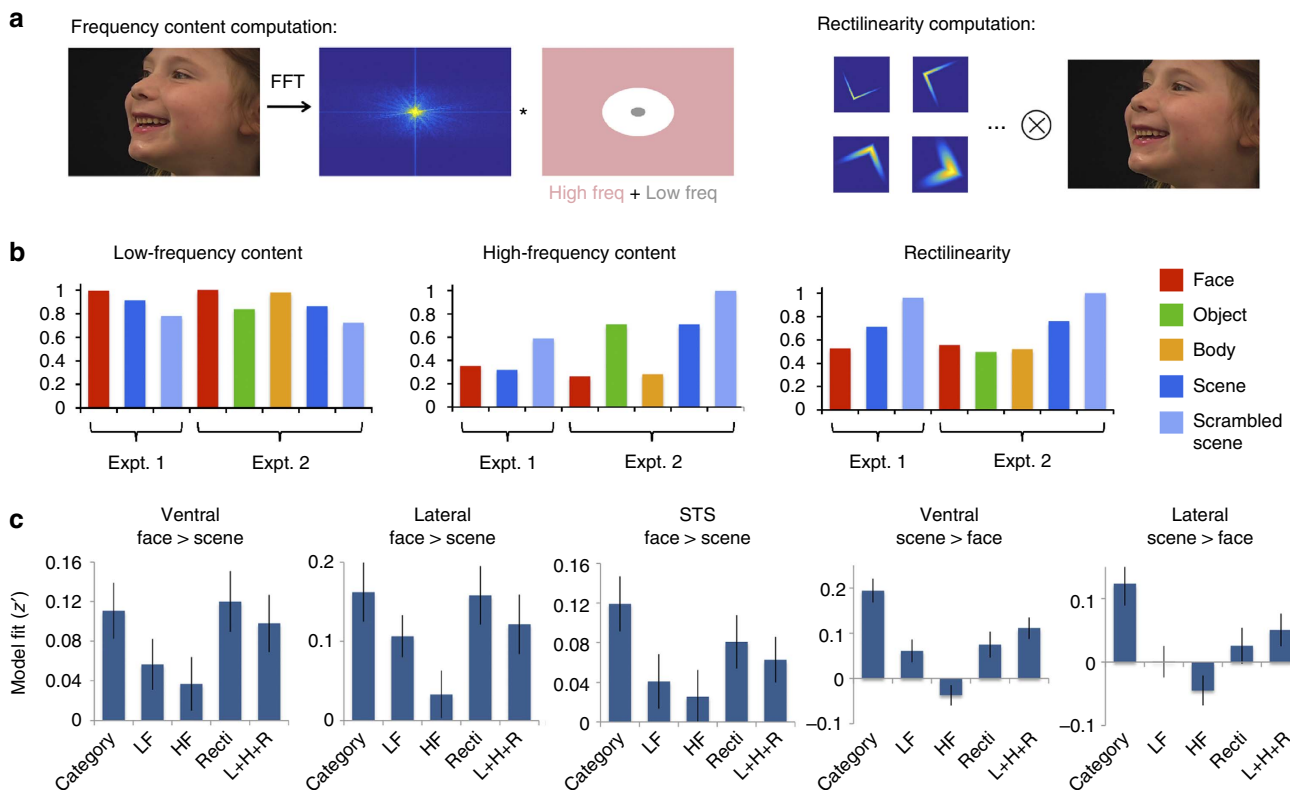 a
Frequency content computation:
FFT
*
High freq + Low freq
Rectilinearity computation:
...
b
Low-frequency content
1
0.8
0.6
0.4
0.2
0
Expt. 1
Expt. 2
High-frequency content
1
0.8
0.6
0.4
0.2
0
Expt. 1
Expt. 2
Rectilinearity
1
0.8
0.6
0.4
0.2
0
Expt. 1
Expt. 2
Face
Object
Body
Scene
Scrambled
scene
c
Model fit (z′)
Ventral
face > scene
0.16
0.12
0.08
0.04
0
Category
LF
HF
Recti
L+H+R
Lateral
face > scene
0.2
0.1
0
Category
LF
HF
Recti
L+H+R
STS
face > scene
0.16
0.12
0.08
0.04
0
Category
LF
HF
Recti
L+H+R
Ventral
scene > face
0.2
0.1
0
–0.1
Category
LF
HF
Recti
L+H+R
Lateral
scene > face
0.1
0
–0.1
Category
LF
HF
Recti
L+H+R